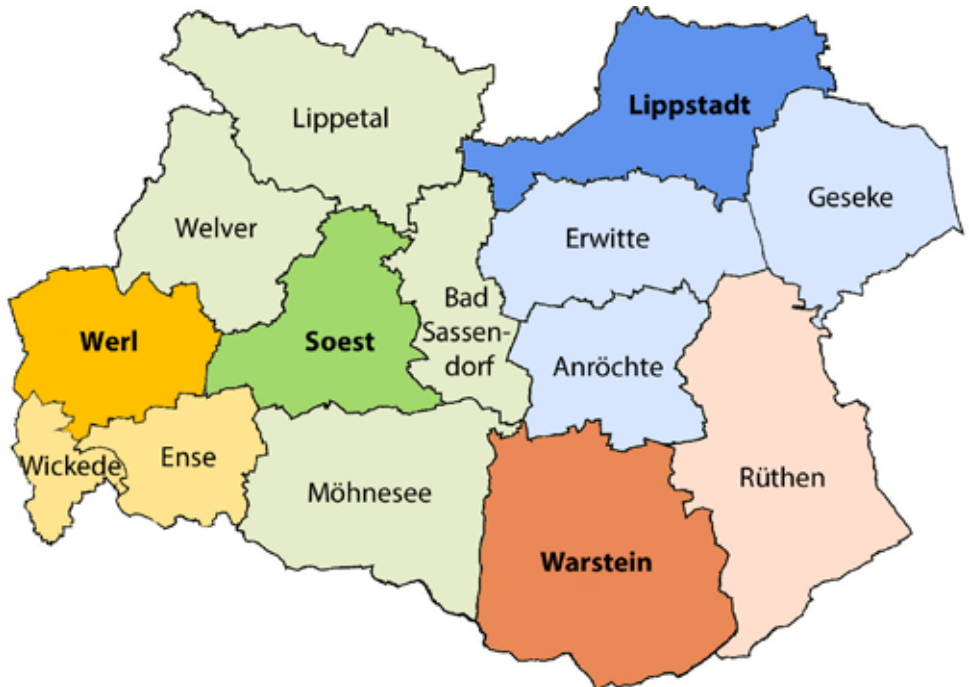 Lippetal
Lippstadt
Geseke
Welver
Erwitte
Bad
Sassen-
dorf
Werl
Soest
Anröchte
Wickede
Ense
Möhnesee
Rüthen
Warstein